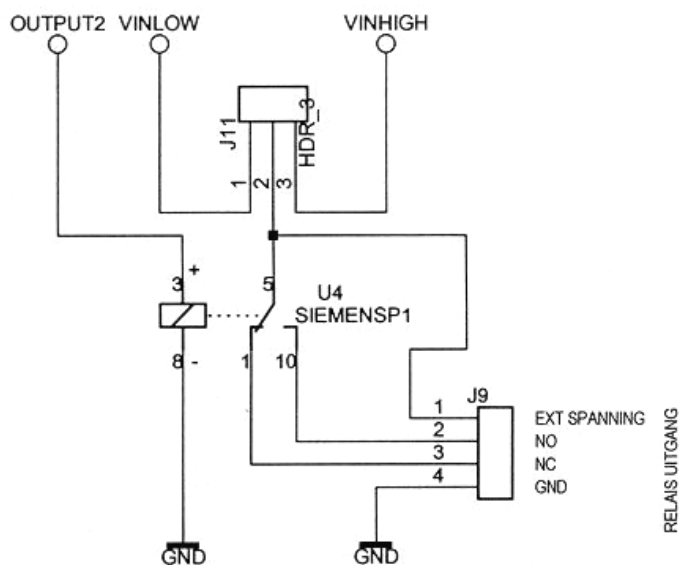 OUTPUT2 VINLOW VINHIGH
J11
HDR_3
1 2 3
3 +
5
U4
SIEMENSP1
8 -
1
10
J9
1 EXT SPANNING
2 NO
3 NC
4 GND
RELAIS UITGANG
GND
GND